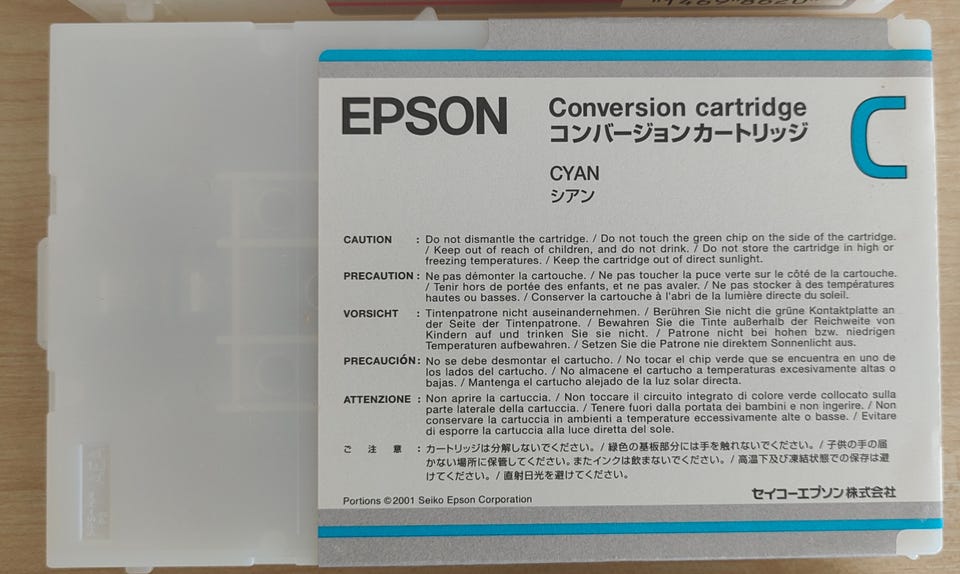 EPSON
Conversion cartridge
コンバージョンカートリッジ
C
CYAN
シアン
CAUTION : Do not dismantle the cartridge. / Do not touch the green chip on the side of the cartridge.
/ Keep out of reach of children, and do not drink. / Do not store the cartridge in high or
freezing temperatures. / Keep the cartridge out of direct sunlight.
PRECAUTION : Ne pas démonter la cartouche. / Ne pas toucher la puce verte sur le côté de la cartouche.
/ Tenir hors de portée des enfants, et ne pas avaler. / Ne pas stocker à des températures
hautes ou basses. / Conserver la cartouche à l'abri de la lumière directe du soleil.
VORSICHT : Tintenpatrone nicht auseinandernehmen. / Berühren Sie nicht die grüne Kontaktplatte an
der Seite der Tintenpatrone. / Bewahren Sie die Tinte außerhalb der Reichweite von
Kindern auf und trinken Sie sie nicht. / Patrone nicht bei hohen bzw. niedrigen
Temperaturen aufbewahren. / Setzen Sie die Patrone nie direktem Sonnenlicht aus.
PRECAUCIÓN : No se debe desmontar el cartucho. / No tocar el chip verde que se encuentra en uno de
los lados del cartucho. / No almacene el cartucho a temperaturas excesivamente altas o
bajas. / Mantenga el cartucho alejado de la luz solar directa.
ATTENZIONE : Non aprire la cartuccia. / Non toccare il circuito integrato di colore verde collocato sulla
parte laterale della cartuccia. / Tenere fuori dalla portata dei bambini e non ingerire. / Non
conservare la cartuccia in ambienti a temperature eccessivamente alte o basse. / Evitare
di esporre la cartuccia alla luce diretta del sole.
ご注意 : カートリッジは分解しないでください。/ 緑色の基板部分には手を触れないでください。/ 子供の手の届
かない場所に保管してください。またインクは飲まないでください。/ 高温下及び凍結状態での保存は避
けてください。/ 直射日光を避けてください。
Portions ©2001 Seiko Epson Corporation
セイコーエプソン株式会社